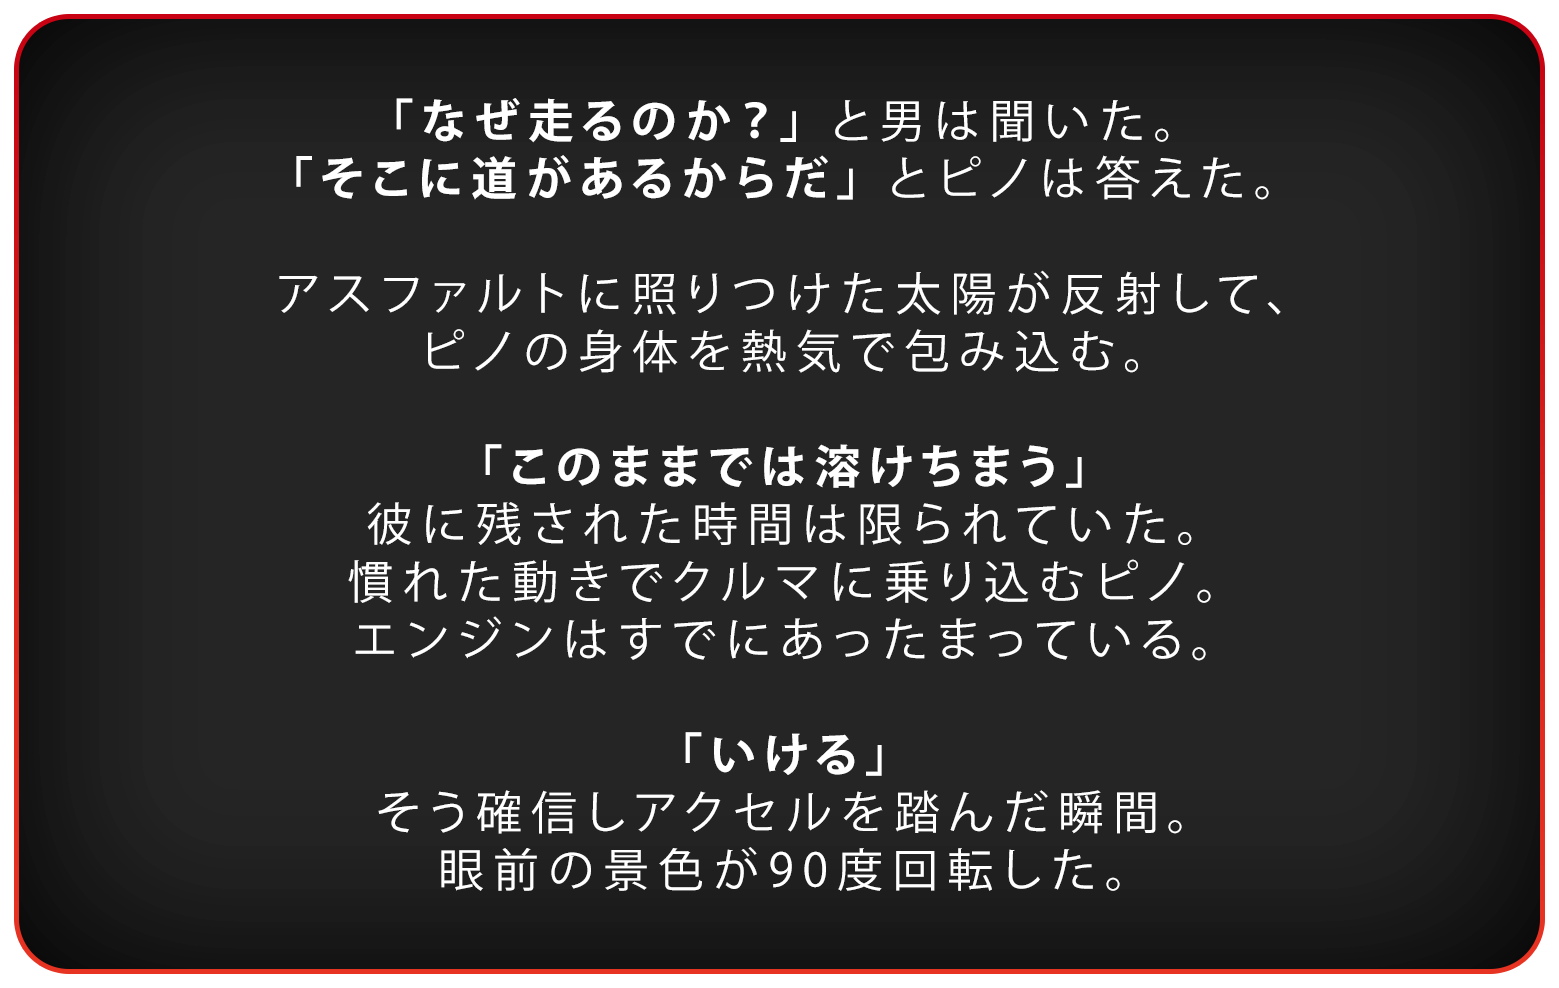 「なぜ走るのか？」と男は聞いた。
「そこに道があるからだ」とピノは答えた。
アスファルトに照りつけた太陽が反射して、
ピノの身体を熱気で包み込む。
「このままでは溶けちまう」
彼に残された時間は限られていた。
慣れた動きでクルマに乗り込むピノ。
エンジンはすでにあったまっている。
「いける」
そう確信しアクセルを踏んだ瞬間。
眼前の景色が90度回転した。